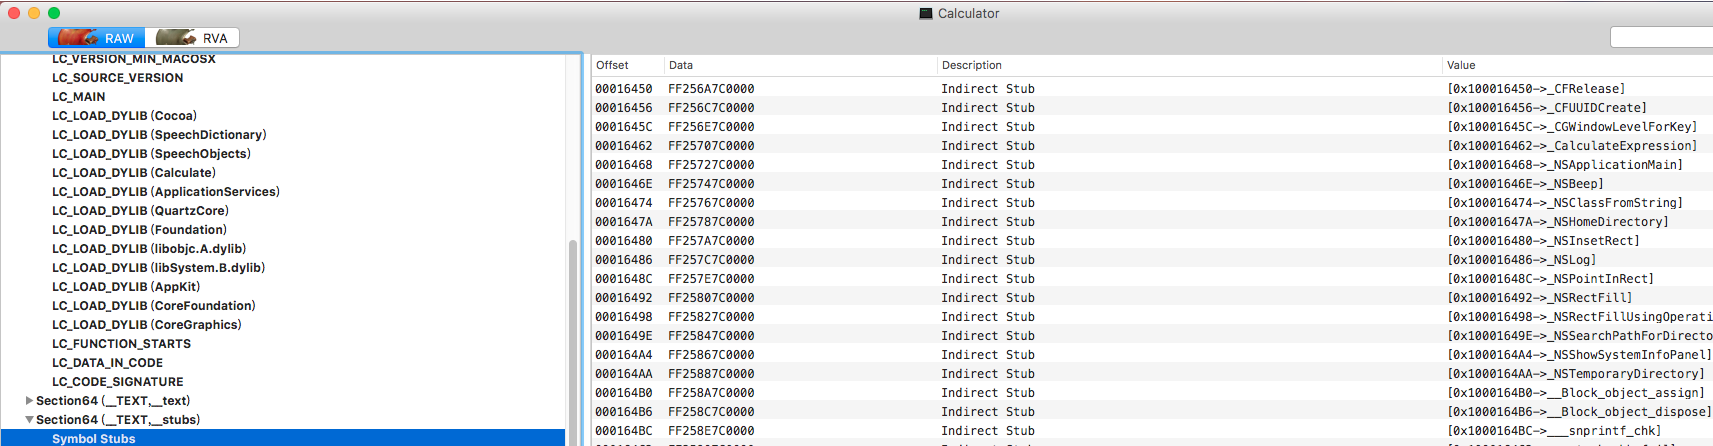 Calculator
RAW RVA
LC_VERSION_MIN_MACOSX
LC_SOURCE_VERSION
LC_MAIN
LC_LOAD_DYLIB (Cocoa)
LC_LOAD_DYLIB (SpeechDictionary)
LC_LOAD_DYLIB (SpeechObjects)
LC_LOAD_DYLIB (Calculate)
LC_LOAD_DYLIB (ApplicationServices)
LC_LOAD_DYLIB (QuartzCore)
LC_LOAD_DYLIB (Foundation)
LC_LOAD_DYLIB (libobjc.A.dylib)
LC_LOAD_DYLIB (libSystem.B.dylib)
LC_LOAD_DYLIB (AppKit)
LC_LOAD_DYLIB (CoreFoundation)
LC_LOAD_DYLIB (CoreGraphics)
LC_FUNCTION_STARTS
LC_DATA_IN_CODE
LC_CODE_SIGNATURE
Section64 (__TEXT,__text)
Section64 (__TEXT,__stubs)
Symbol Stubs
Offset Data Description Value
00016450 FF256A7C0000 Indirect Stub [0x100016450->_CFRelease]
00016456 FF256C7C0000 Indirect Stub [0x100016456->_CFUUIDCreate]
0001645C FF256E7C0000 Indirect Stub [0x10001645C->_CGWindowLevelForKey]
00016462 FF25707C0000 Indirect Stub [0x100016462->_CalculateExpression]
00016468 FF25727C0000 Indirect Stub [0x100016468->_NSApplicationMain]
0001646E FF25747C0000 Indirect Stub [0x10001646E->_NSBeep]
00016474 FF25767C0000 Indirect Stub [0x100016474->_NSClassFromString]
0001647A FF25787C0000 Indirect Stub [0x10001647A->_NSHomeDirectory]
00016480 FF257A7C0000 Indirect Stub [0x100016480->_NSInsetRect]
00016486 FF257C7C0000 Indirect Stub [0x100016486->_NSLog]
0001648C FF257E7C0000 Indirect Stub [0x10001648C->_NSPointInRect]
00016492 FF25807C0000 Indirect Stub [0x100016492->_NSRectFill]
00016498 FF25827C0000 Indirect Stub [0x100016498->_NSRectFillUsingOperati
0001649E FF25847C0000 Indirect Stub [0x10001649E->_NSSearchPathForDirecto
000164A4 FF25867C0000 Indirect Stub [0x1000164A4->_NSShowSystemInfoPanel]
000164AA FF25887C0000 Indirect Stub [0x1000164AA->_NSTemporaryDirectory]
000164B0 FF258A7C0000 Indirect Stub [0x1000164B0->__Block_object_assign]
000164B6 FF258C7C0000 Indirect Stub [0x1000164B6->__Block_object_dispose]
000164BC FF258E7C0000 Indirect Stub [0x1000164BC->___snprintf_chk]